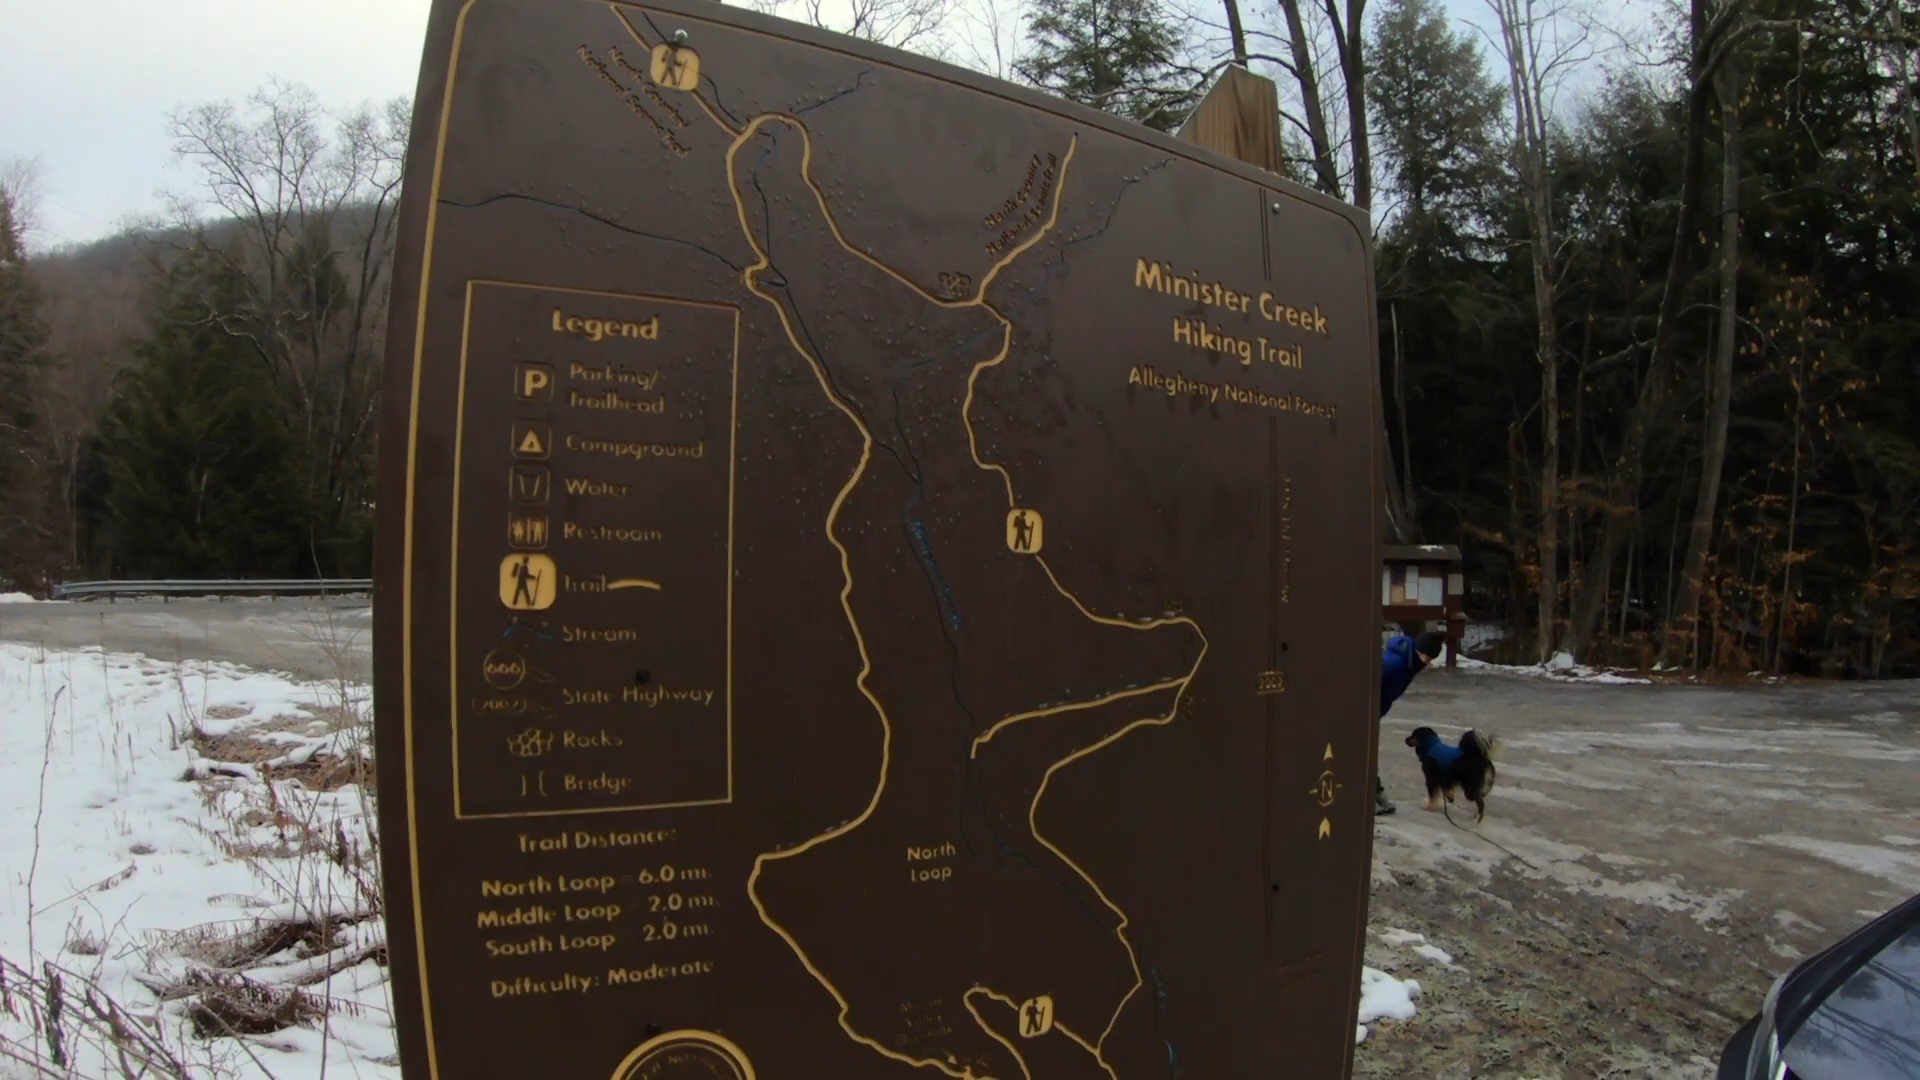 North Country
National Scenic Trail
North Country
National Scenic Trail
Minister Creek
Hiking Trail
Allegheny National Forest
Legend
P
Parking/
Trailhead
Campground
Water
Restroom
Trail
Stream
666
State Highway
Rocks
Bridge
N
Trail Distance:
North Loop - 6.0 mi.
Middle Loop - 2.0 mi.
South Loop 2.0 mi.
Difficulty: Moderate
North
Loop